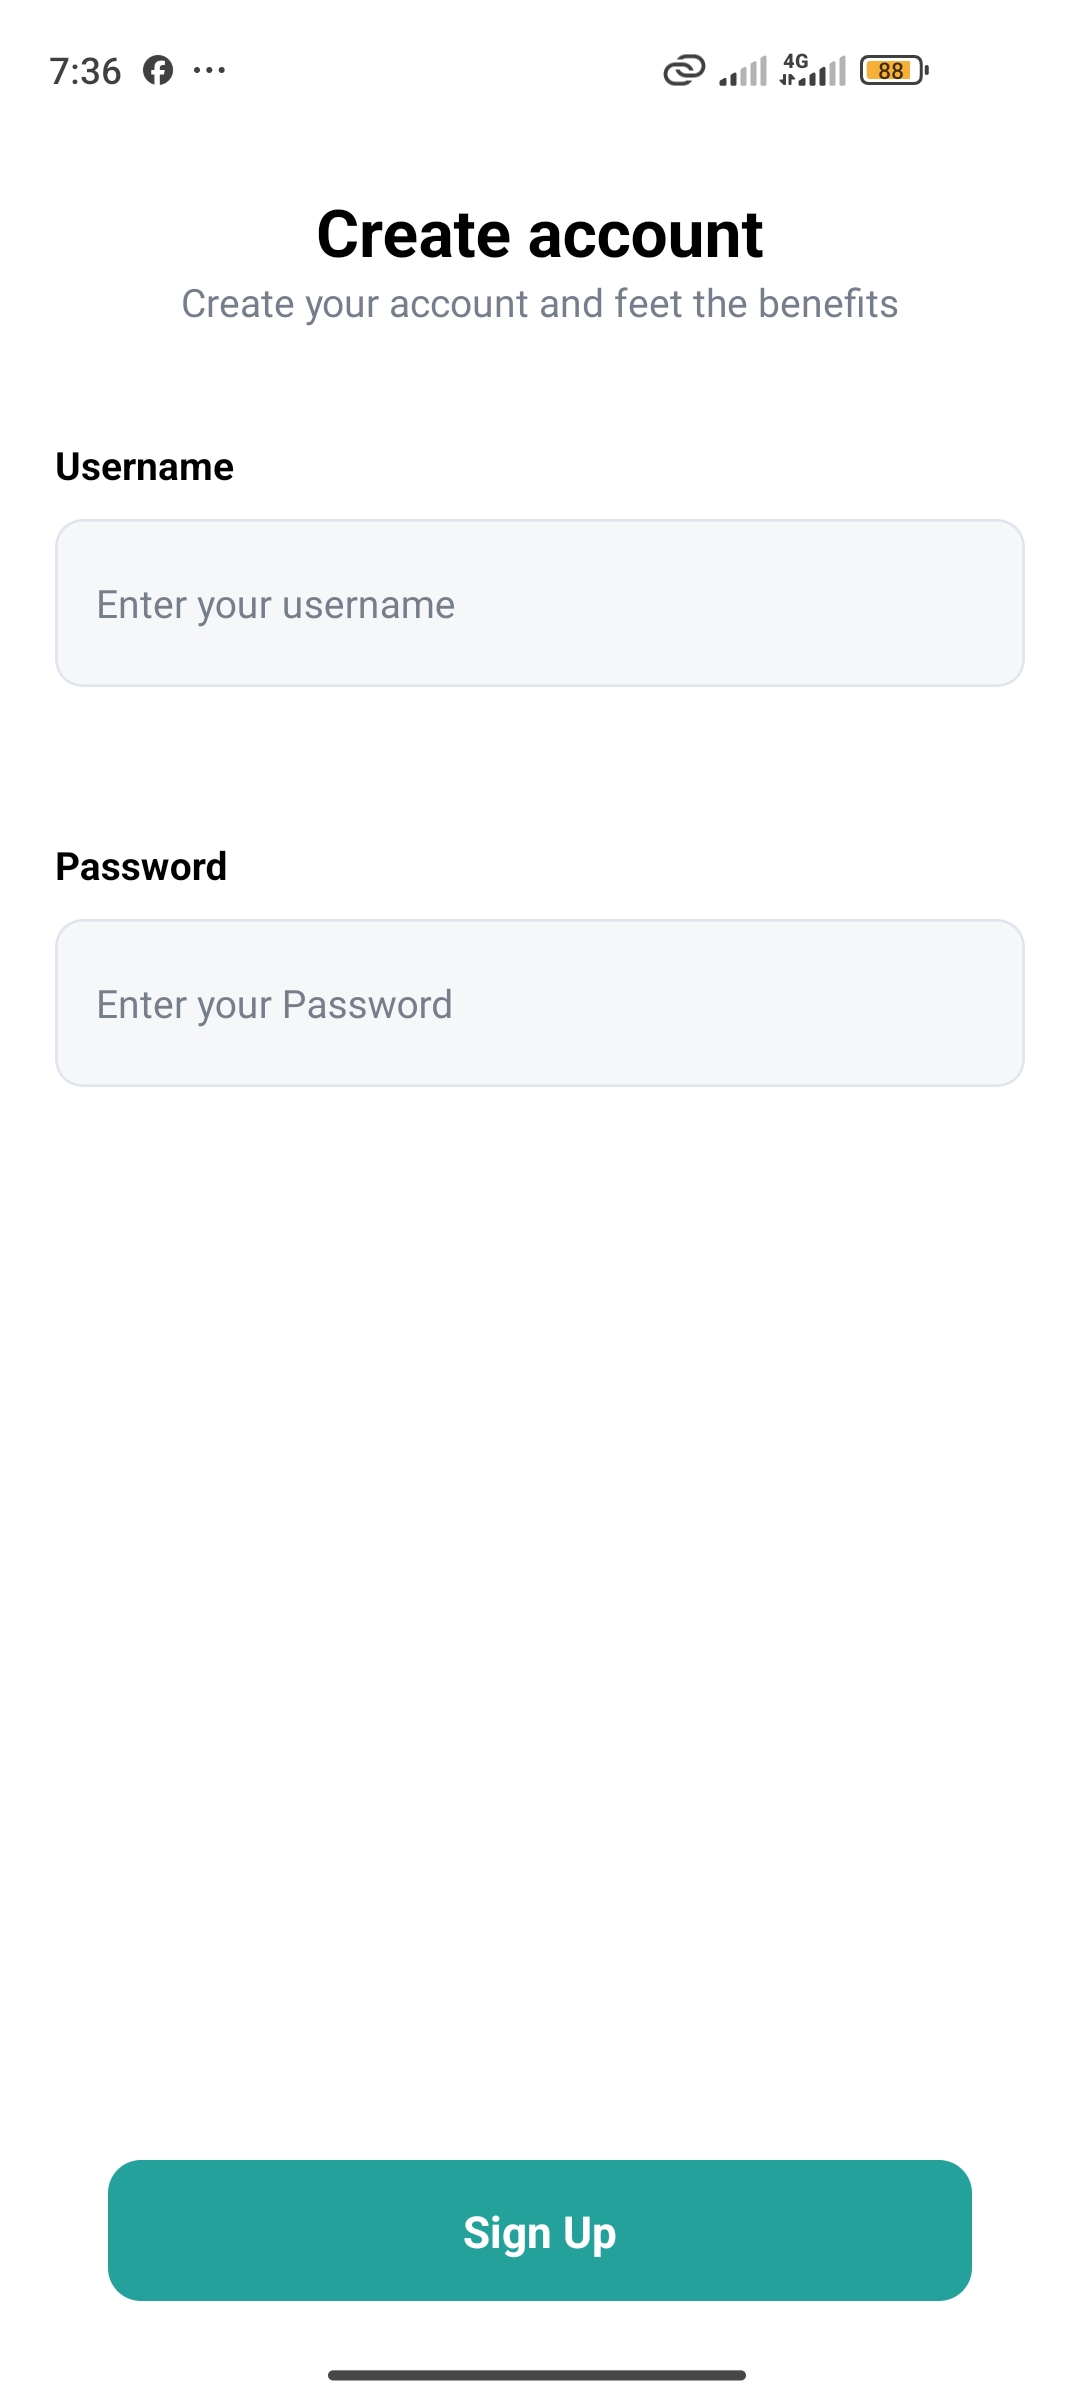 7:36
4G
88
Create account
Create your account and feet the benefits
Username
Enter your username
Password
Enter your Password
Sign Up